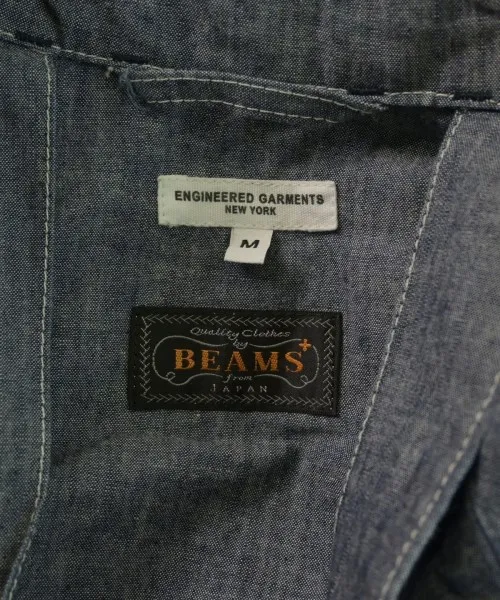 ENGINEERED GARMENTS
NEW YORK
M
Quality Clothes
by
BEAMS+
from
JAPAN